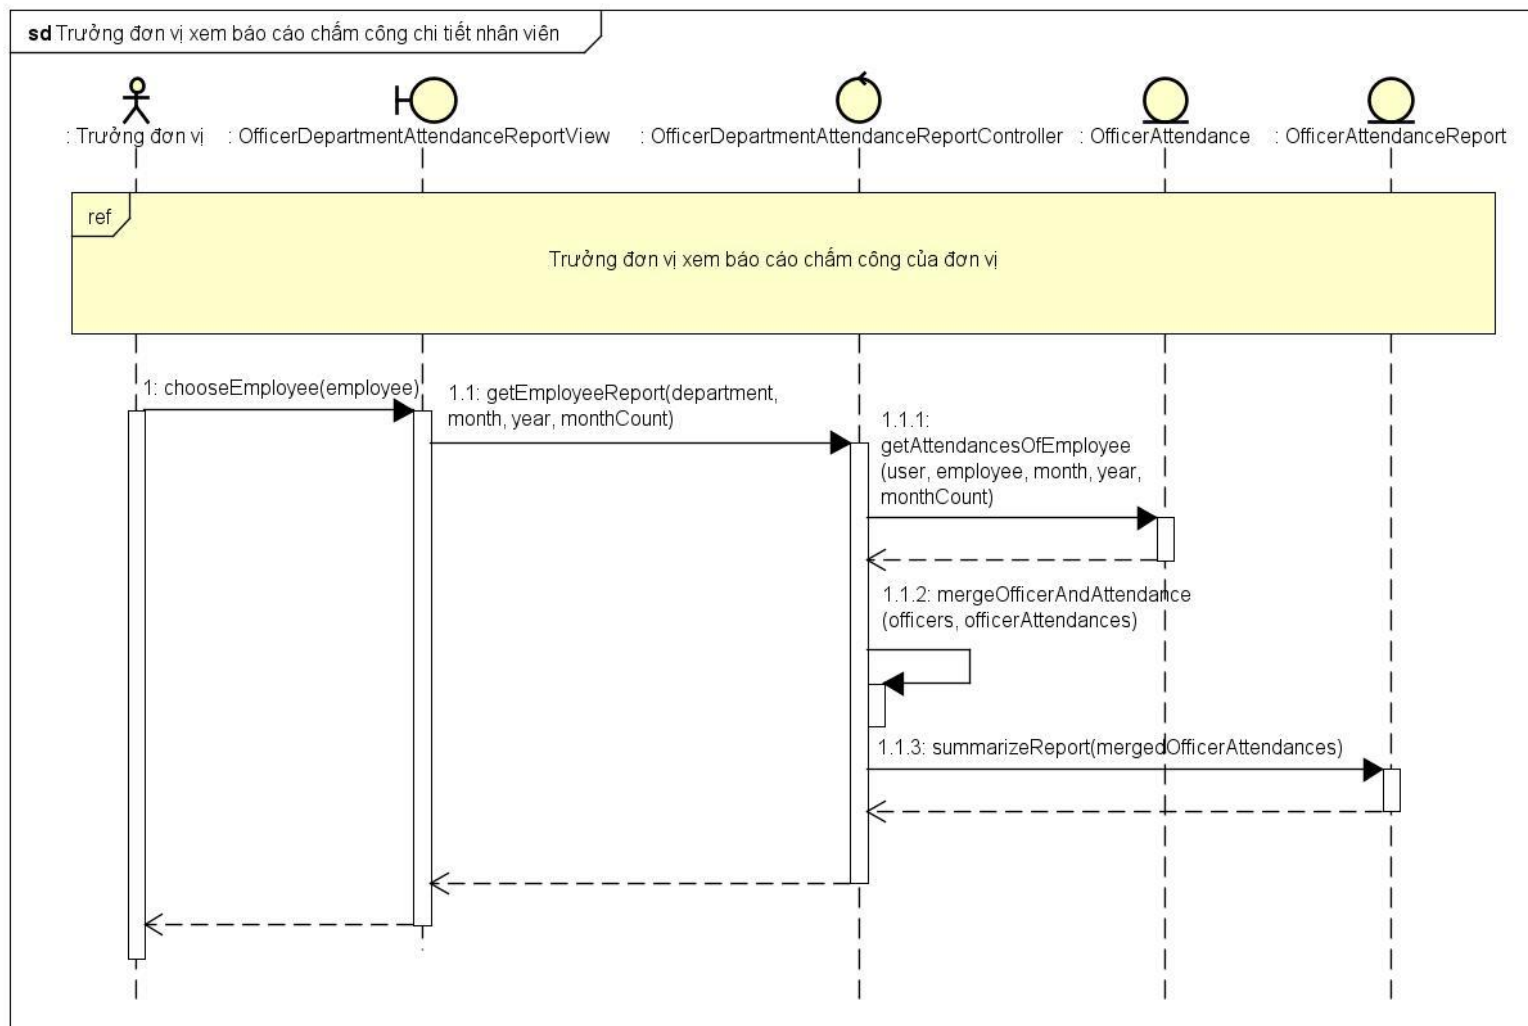 sd Trưởng đơn vị xem báo cáo chấm công chi tiết nhân viên
: Trưởng đơn vị
: OfficerDepartmentAttendanceReportView
: OfficerDepartmentAttendanceReportController
: OfficerAttendance
: OfficerAttendanceReport
ref
Trưởng đơn vị xem báo cáo chấm công của đơn vị
1: chooseEmployee(employee)
1.1: getEmployeeReport(department,
month, year, monthCount)
1.1.1:
getAttendancesOfEmployee
(user, employee, month, year,
monthCount)
1.1.2: mergeOfficerAndAttendance
(officers, officerAttendances)
1.1.3: summarizeReport(mergedOfficerAttendances)